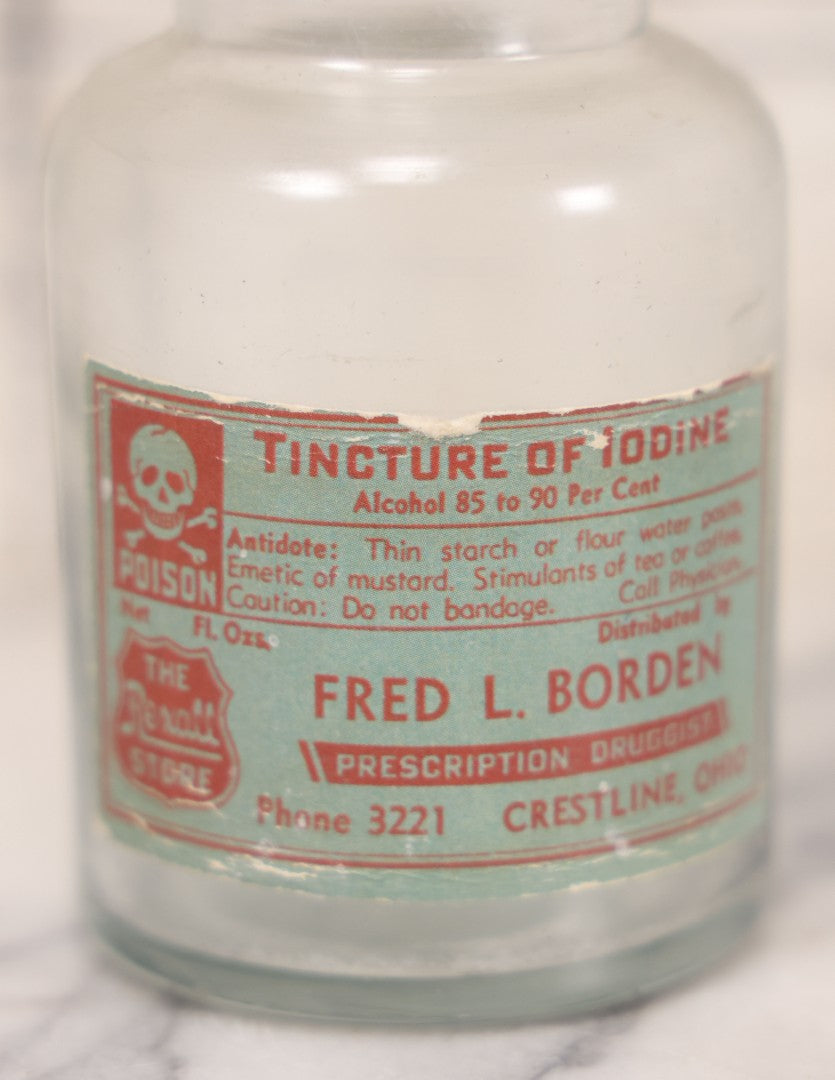 TINCTURE OF IODINE
Alcohol 85 to 90 Per Cent
POISON
Antidote: Thin starch or flour water paste.
Emetic of mustard. Stimulants of tea or coffee.
Caution: Do not bandage. Call Physician.
Net Fl. Ozs.
Distributed by
THE
Rexall
STORE
FRED L. BORDEN
PRESCRIPTION DRUGGIST
Phone 3221 CRESTLINE, OHIO